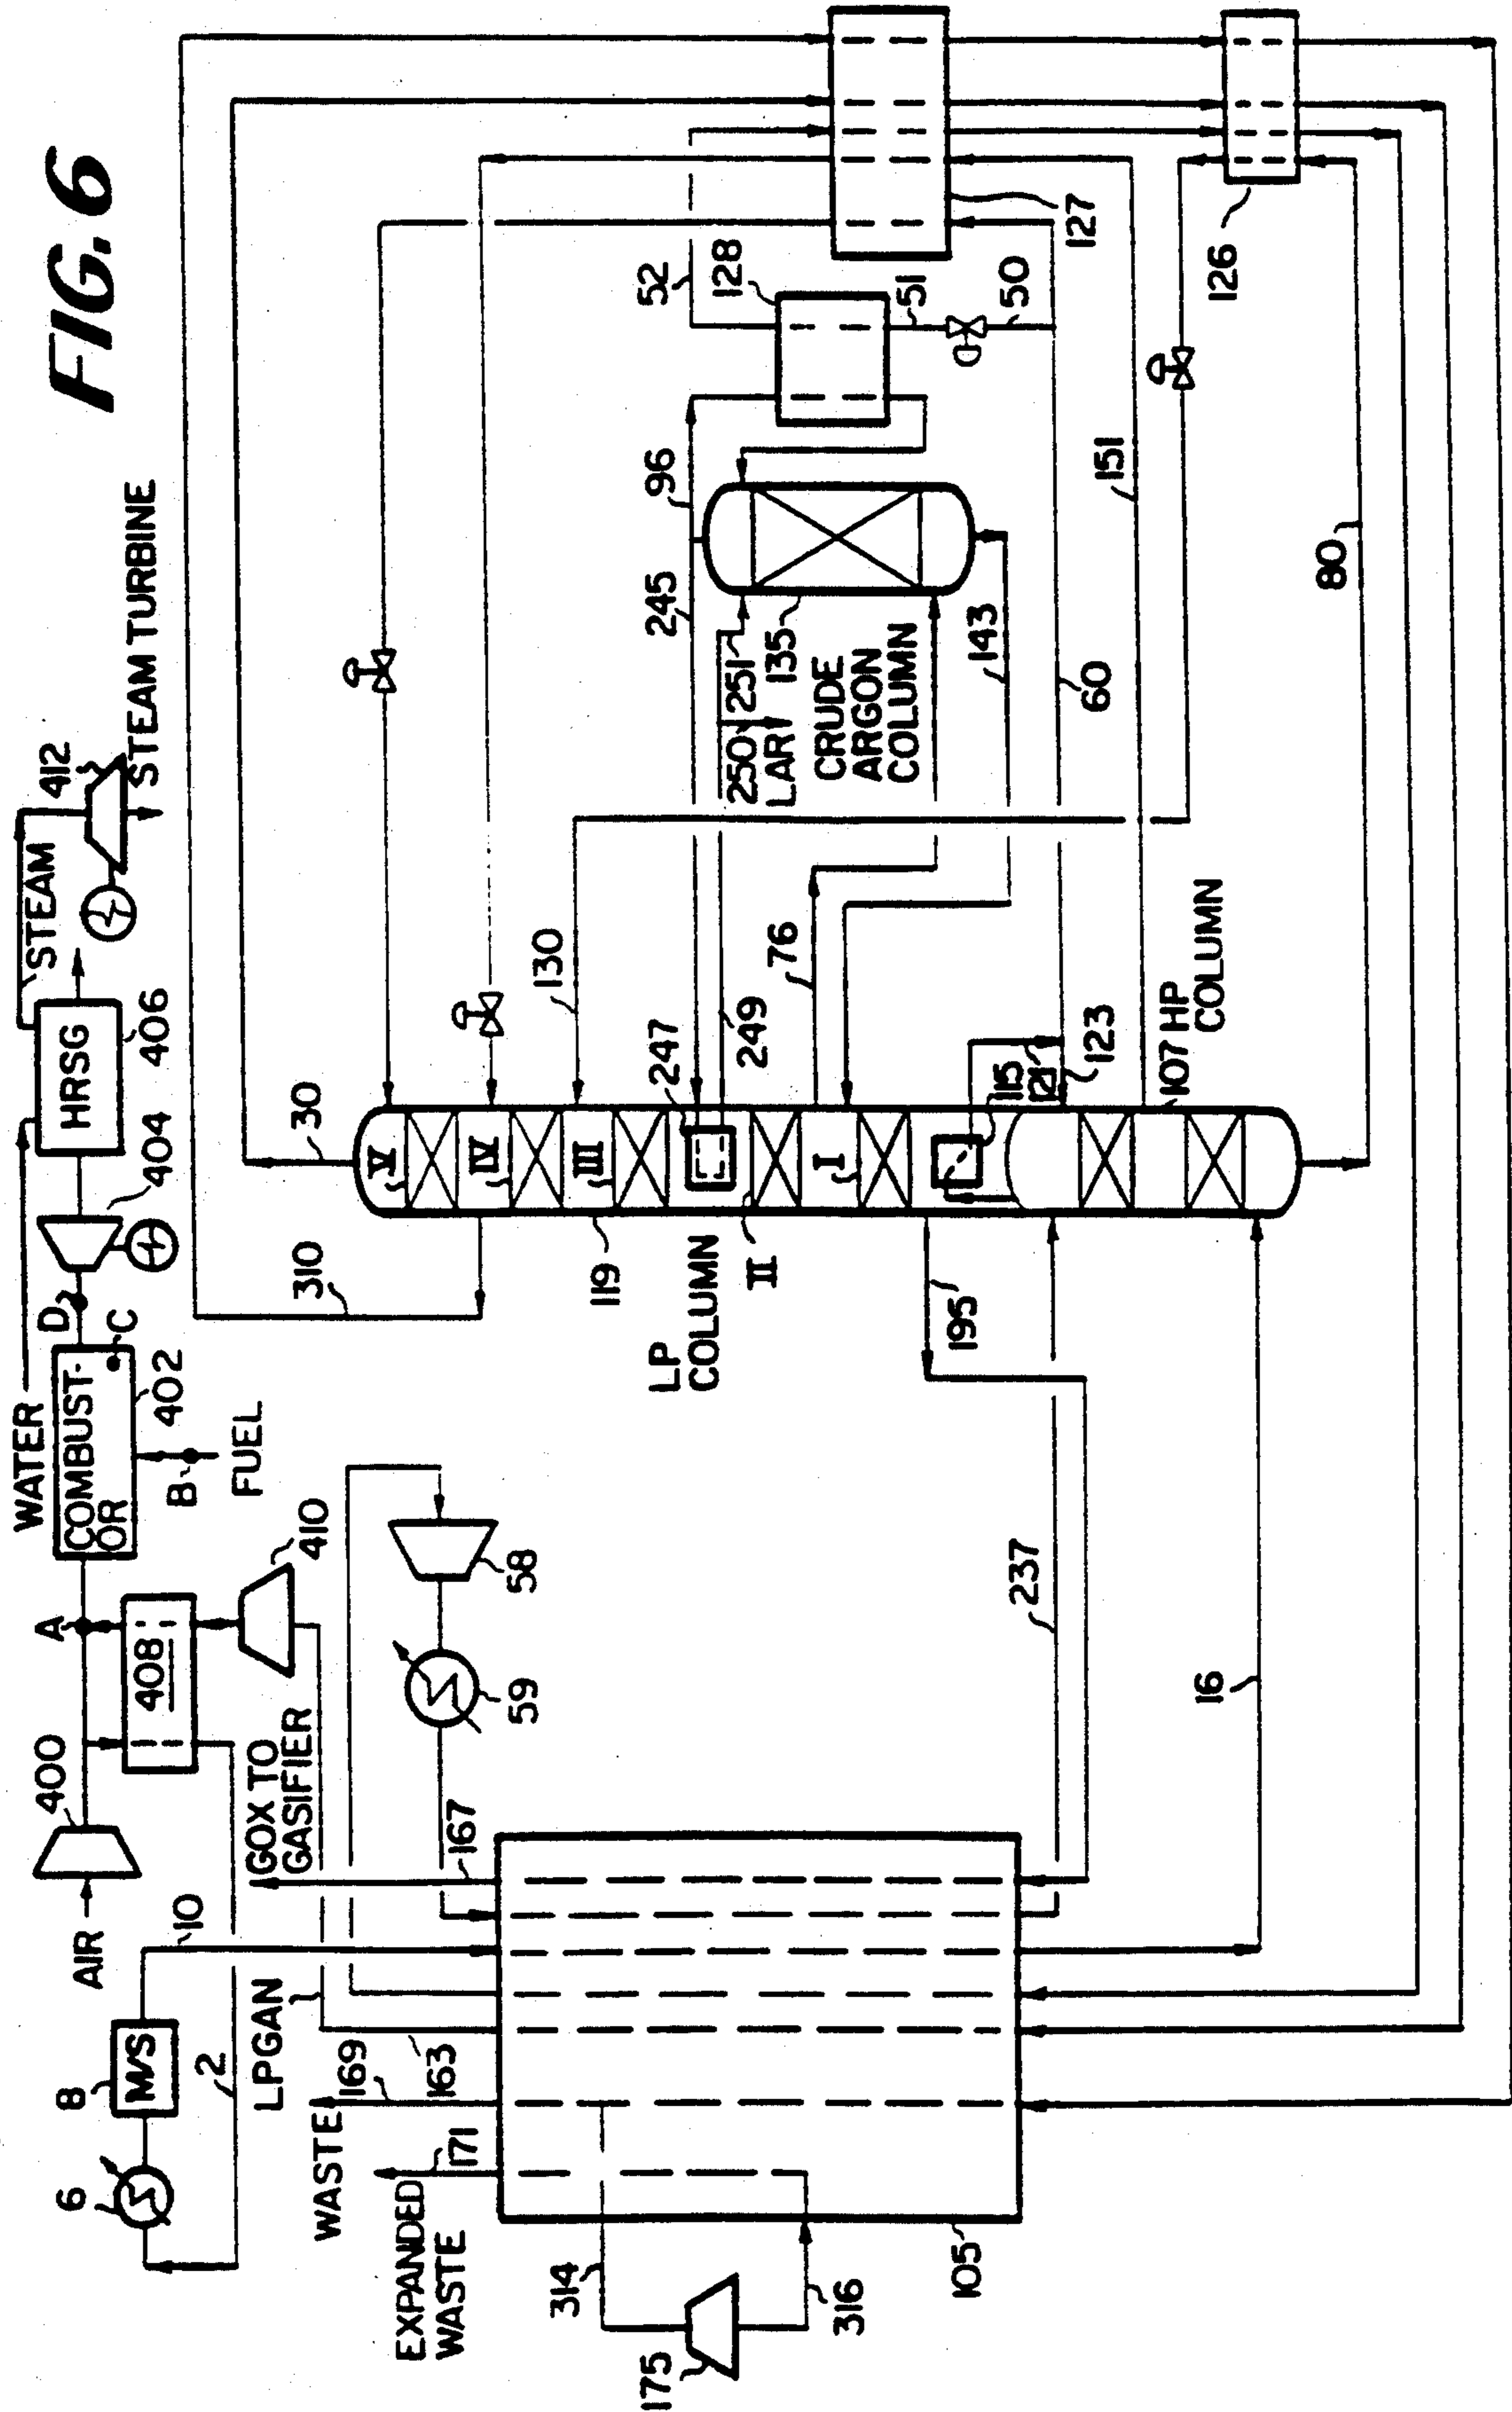 FIG. 6
STEAM
412
STEAM TURBINE
WATER
HRSG
406
404
D
C
COMBUST-
OR
402
B
FUEL
A
408
410
400
AIR
GOX TO
GASIFIER
6
8
M/S
10
2
LPGAN
163
169
WASTE
171
EXPANDED
WASTE
167
58
59
314
175
316
105
237
16
195
310
30
V
IV
III
II
I
119
LP
COLUMN
130
247
249
76
115
121
123
107 HP
COLUMN
245
96
250
251
LAR
135
CRUDE
ARGON
COLUMN
143
60
151
80
52
128
51
50
127
126